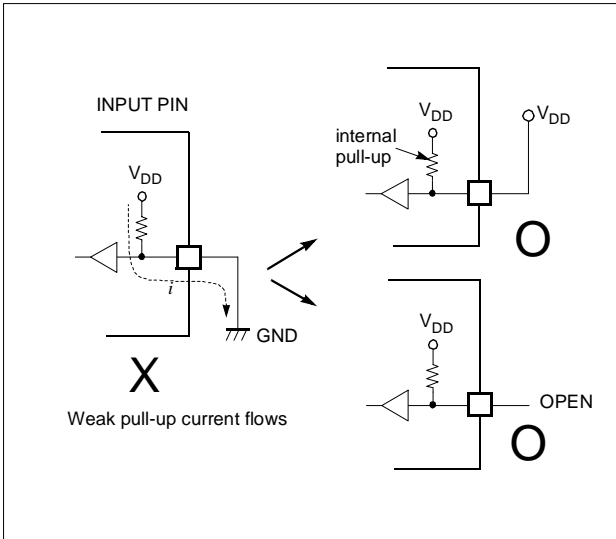 INPUT PIN
VDD
i
GND
X
Weak pull-up current flows
VDD
internal
pull-up
VDD
O
VDD
OPEN
O